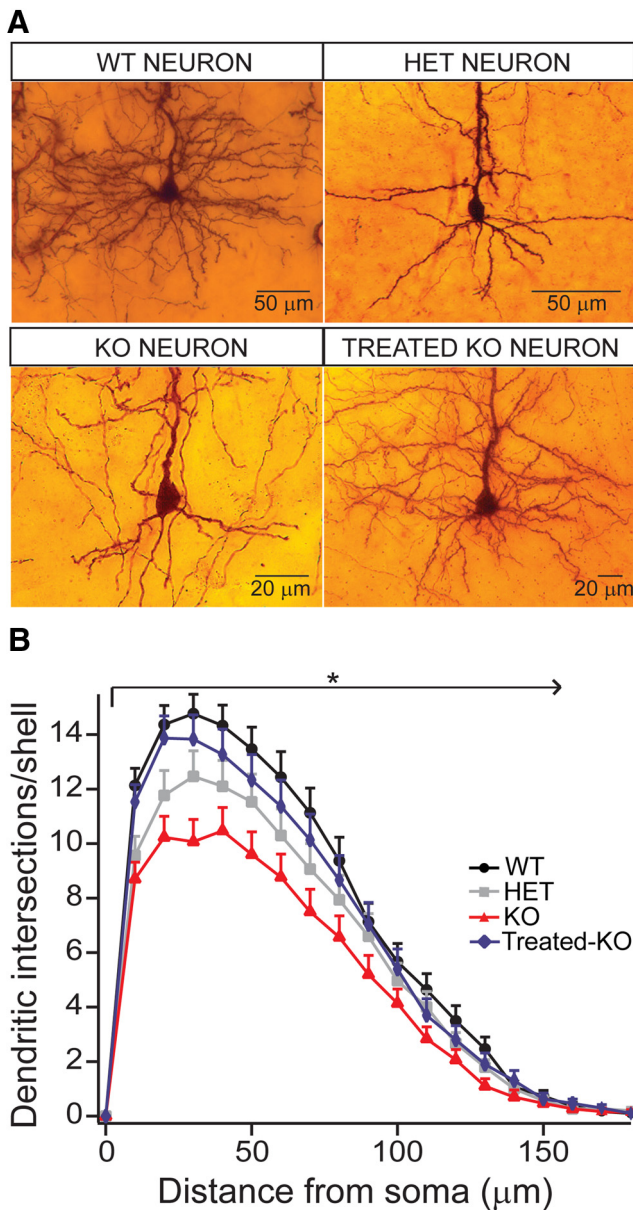 A
WT NEURON
HET NEURON
50 μm
50 μm
KO NEURON
TREATED KO NEURON
20 μm
20 μm
B
*
Dendritic intersections/shell
14
12
10
8
6
4
2
0
WT
HET
KO
Treated-KO
0
50
100
150
Distance from soma (μm)